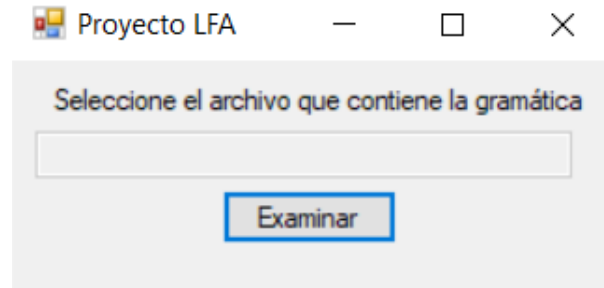 Proyecto LFA
Seleccione el archivo que contiene la gramática
Examinar